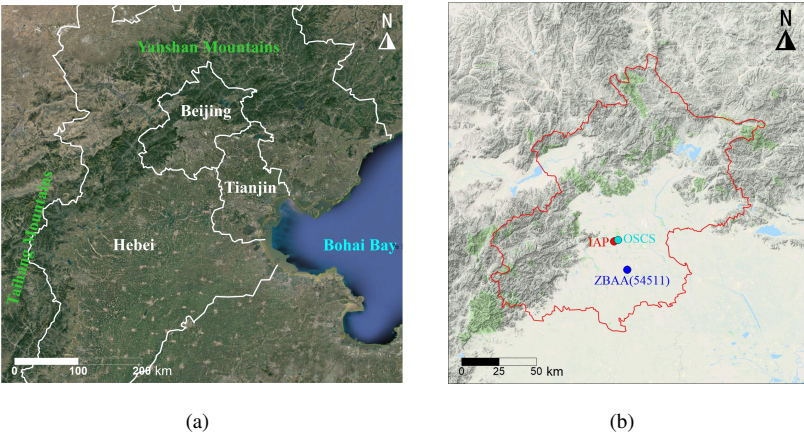 N
Yanshan Mountains
Beijing
Tianjin
Taihang Mountains
Hebei
Bohai Bay
0 100 200 km
(a)
N
IAP OSCS
ZBAA(54511)
0 25 50 km
(b)